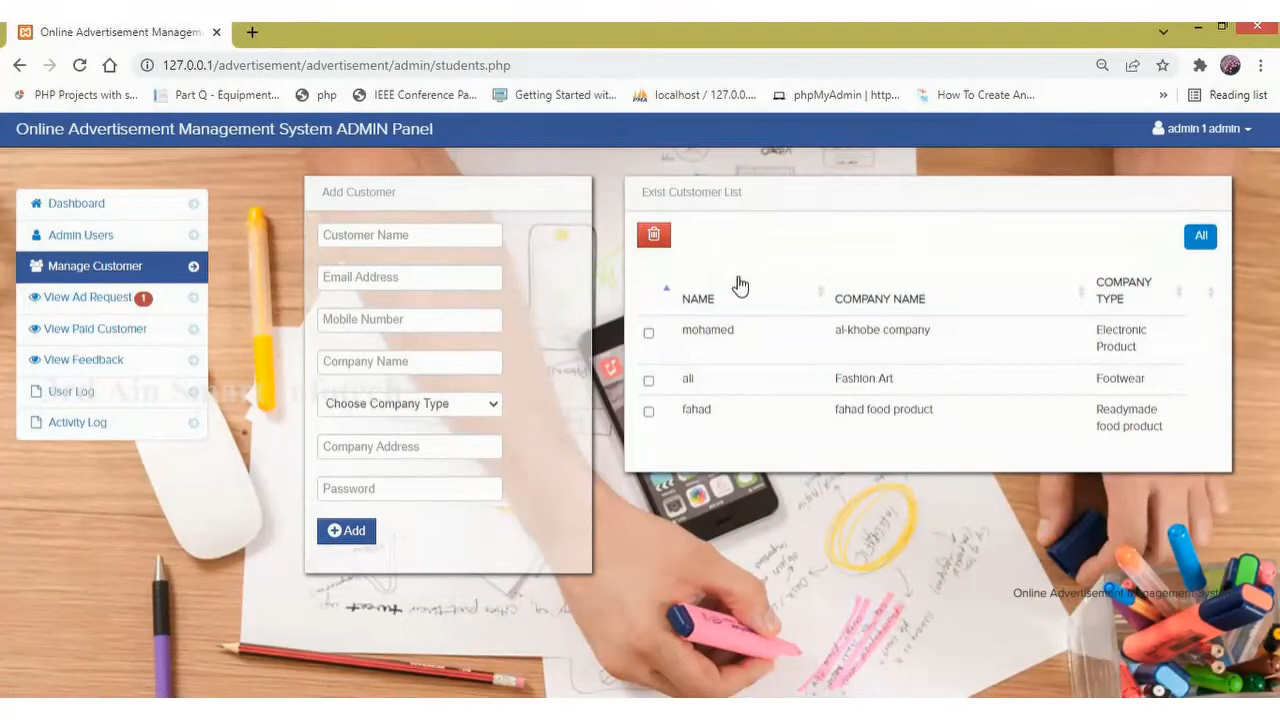 Online Advertisement Managem
127.0.0.1/advertisement/advertisement/admin/students.php
PHP Projects with s...
Part Q - Equipment...
php
IEEE Conference Pa...
Getting Started wit...
localhost / 127.0.0....
phpMyAdmin | http...
How To Create An...
»
Reading list
Online Advertisement Management System ADMIN Panel
admin 1 admin
Dashboard
Admin Users
Manage Customer
View Ad Request 1
View Paid Customer
View Feedback
User Log
Activity Log
Add Customer
Customer Name
Email Address
Mobile Number
Company Name
Choose Company Type
Company Address
Password
Add
Exist Cutstomer List
All
NAME
COMPANY NAME
COMPANY
TYPE
mohamed
al-khobe company
Electronic
Product
ali
Fashion Art
Footwear
fahad
fahad food product
Readymade
food product
Online Advertisement Management Syst